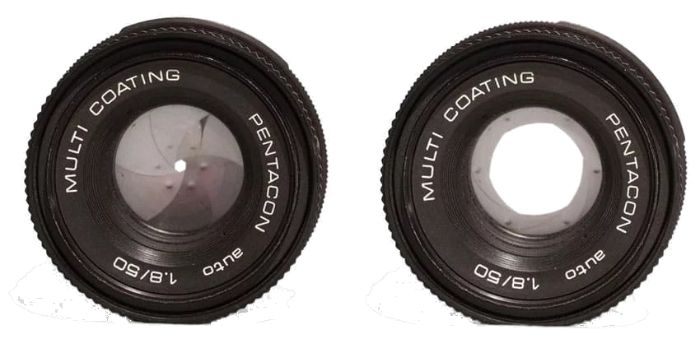 MULTI COATING
PENTACON auto 1.8/50
MULTI COATING
PENTACON auto 1.8/50